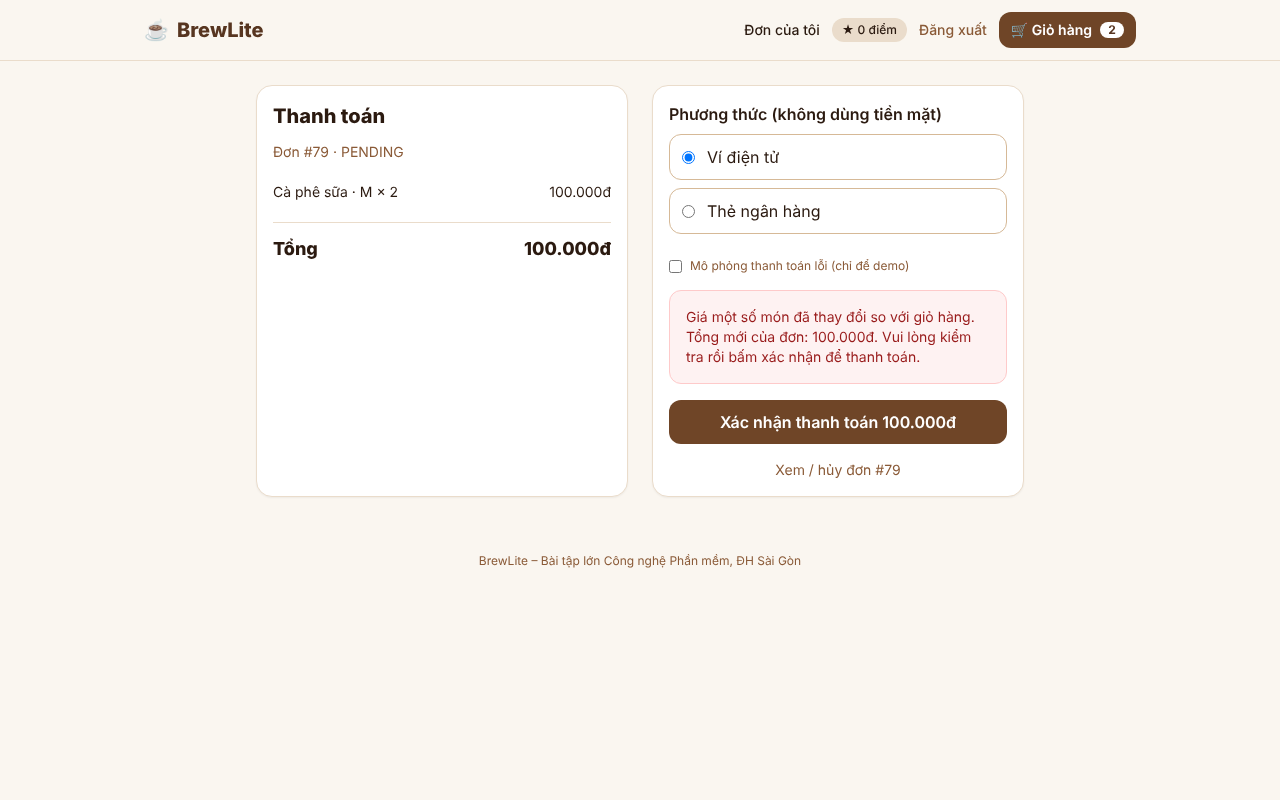 ☕ BrewLite
Đơn của tôi
★ 0 điểm
Đăng xuất
🛒 Giỏ hàng 2
Thanh toán
Đơn #79 · PENDING
Cà phê sữa · M × 2 100.000đ
Tổng 100.000đ
Phương thức (không dùng tiền mặt)
Ví điện tử
Thẻ ngân hàng
Mô phỏng thanh toán lỗi (chỉ để demo)
Giá một số món đã thay đổi so với giỏ hàng.
Tổng mới của đơn: 100.000đ. Vui lòng kiểm
tra rồi bấm xác nhận để thanh toán.
Xác nhận thanh toán 100.000đ
Xem / hủy đơn #79
BrewLite – Bài tập lớn Công nghệ Phần mềm, ĐH Sài Gòn